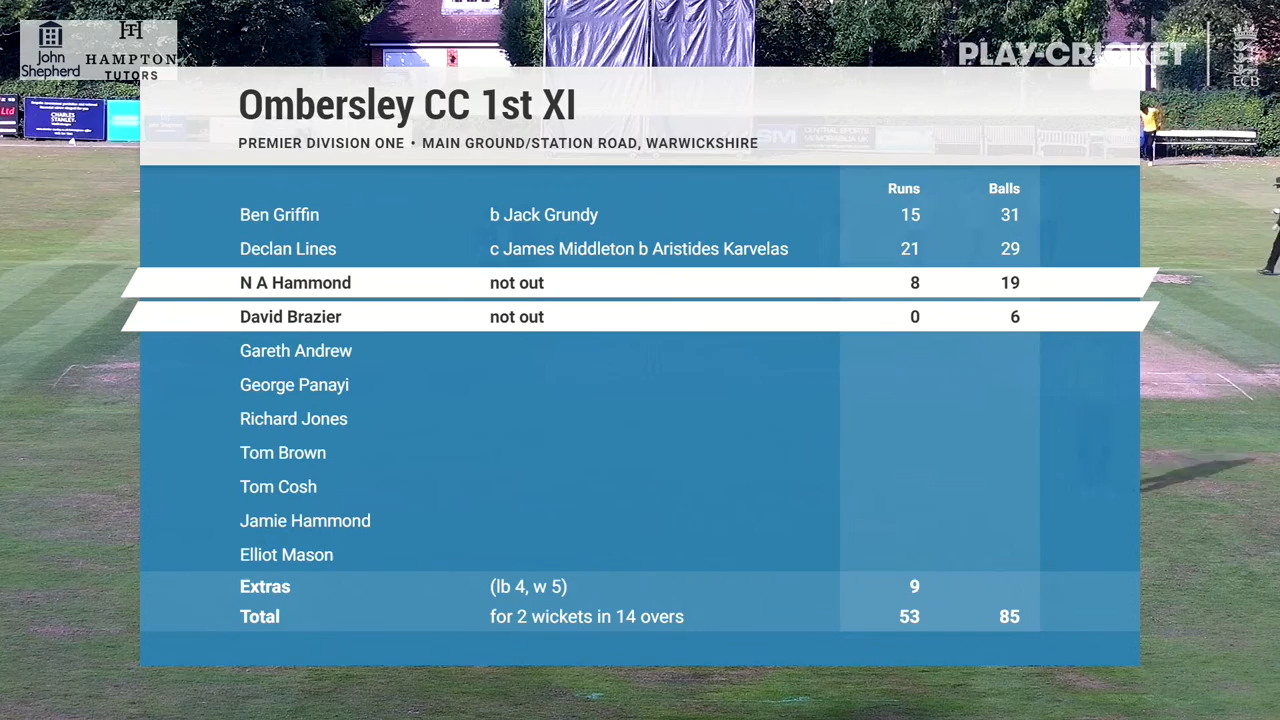 John
Shepherd
HAMPTON
TUTORS
PLAY-CRICKET
ECB
Ltd
CHARLES
STANLEY
Ombersley CC 1st XI
PREMIER DIVISION ONE • MAIN GROUND/STATION ROAD, WARWICKSHIRE
Runs Balls
Ben Griffin b Jack Grundy 15 31
Declan Lines c James Middleton b Aristides Karvelas 21 29
N A Hammond not out 8 19
David Brazier not out 0 6
Gareth Andrew
George Panayi
Richard Jones
Tom Brown
Tom Cosh
Jamie Hammond
Elliot Mason
Extras (lb 4, w 5) 9
Total for 2 wickets in 14 overs 53 85